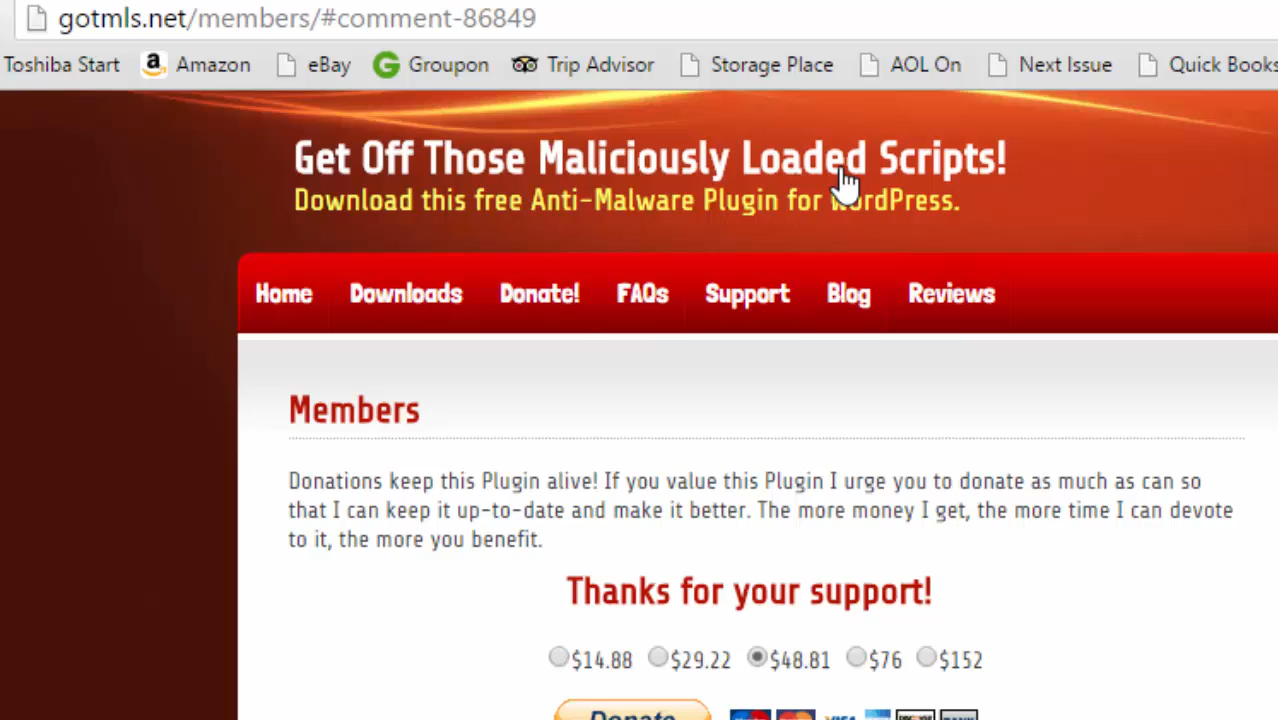 gotmls.net/members/#comment-86849
Toshiba Start Amazon eBay Groupon Trip Advisor Storage Place AOL On Next Issue Quick Books
Get Off Those Maliciously Loaded Scripts!
Download this free Anti-Malware Plugin for WordPress.
Home Downloads Donate! FAQs Support Blog Reviews
Members
Donations keep this Plugin alive! If you value this Plugin I urge you to donate as much as can so
that I can keep it up-to-date and make it better. The more money I get, the more time I can devote
to it, the more you benefit.
Thanks for your support!
$14.88 $29.22 $48.81 $76 $152
Donate